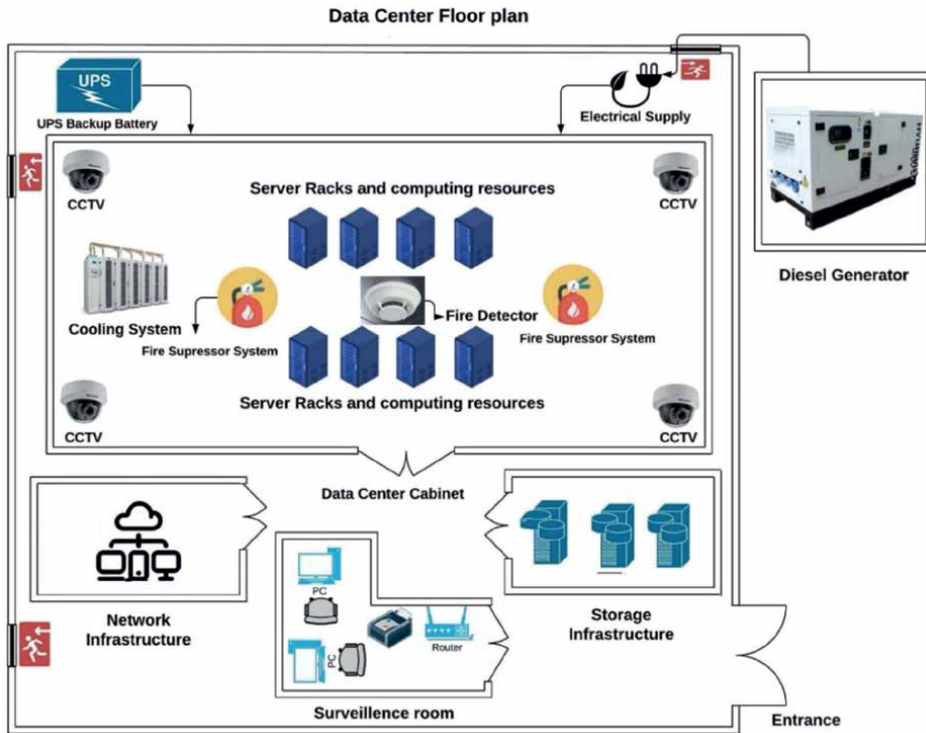 Data Center Floor plan
UPS
UPS Backup Battery
Electrical Supply
CCTV
CCTV
Server Racks and computing resources
Diesel Generator
Cooling System
Fire Detector
Fire Supressor System
Fire Supressor System
Server Racks and computing resources
CCTV
CCTV
Data Center Cabinet
PC
Network
Infrastructure
Storage
Infrastructure
Router
PC
Surveillence room
Entrance